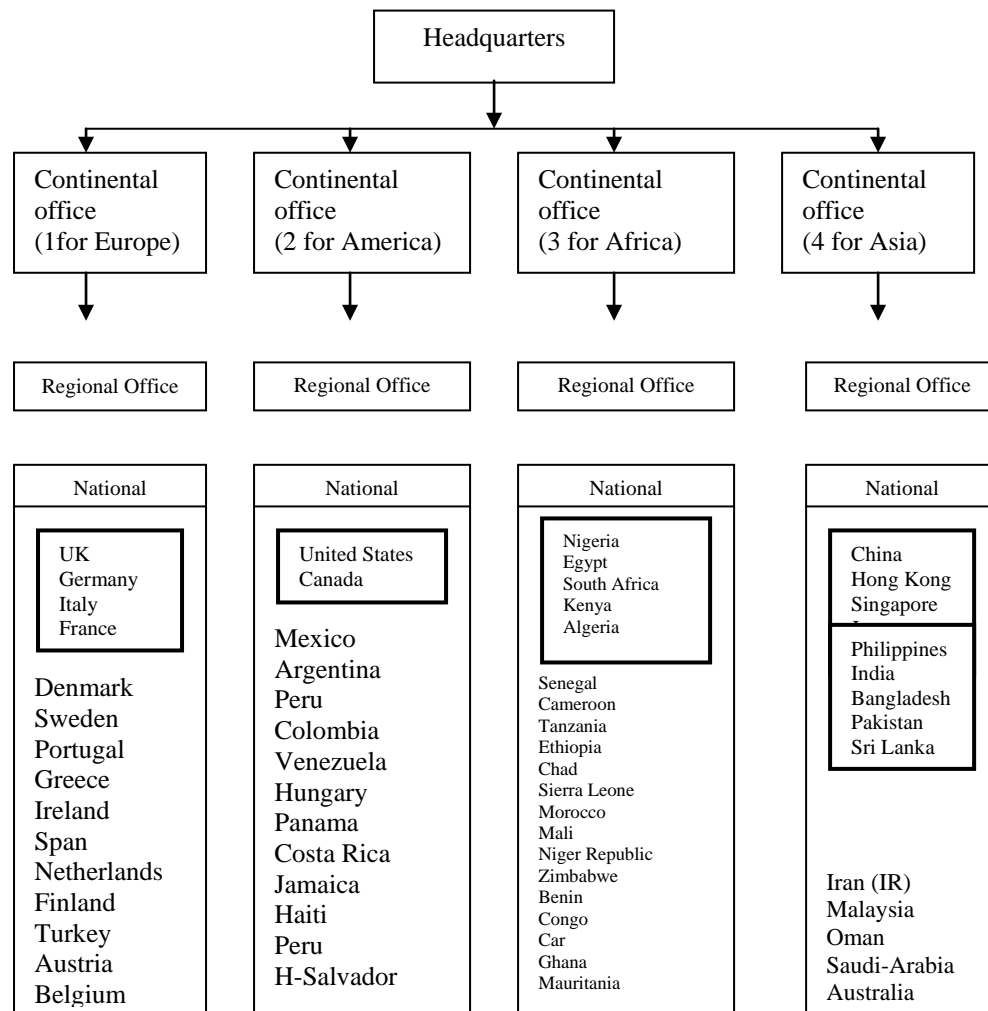 Headquarters
Continental
office
(1for Europe)
Continental
office
(2 for America)
Continental
office
(3 for Africa)
Continental
office
(4 for Asia)
Regional Office
Regional Office
Regional Office
Regional Office
National
UK
Germany
Italy
France
Denmark
Sweden
Portugal
Greece
Ireland
Span
Netherlands
Finland
Turkey
Austria
Belgium
National
United States
Canada
Mexico
Argentina
Peru
Colombia
Venezuela
Hungary
Panama
Costa Rica
Jamaica
Haiti
Peru
H-Salvador
National
Nigeria
Egypt
South Africa
Kenya
Algeria
Senegal
Cameroon
Tanzania
Ethiopia
Chad
Sierra Leone
Morocco
Mali
Niger Republic
Zimbabwe
Benin
Congo
Car
Ghana
Mauritania
National
China
Hong Kong
Singapore
Philippines
India
Bangladesh
Pakistan
Sri Lanka
Iran (IR)
Malaysia
Oman
Saudi-Arabia
Australia